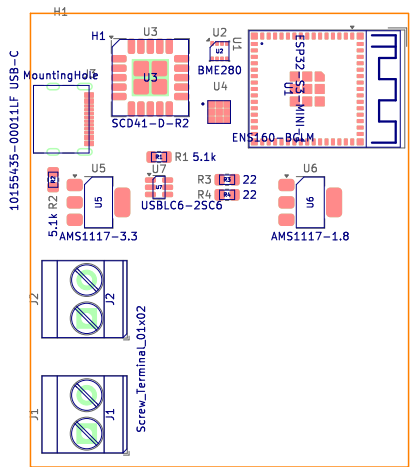 H1
H1
U3
U3
SCD41-D-R2
U2
U1
BME280
U4
ESP32-S3-MINI-1
U1
ENS160-BGLM
10155435-00011LF USB-C
MountingHole
R1
R1 5.1k
R2
R2
5.1k
U5
U5
AMS1117-3.3
U7
U7
USBLC6-2SC6
R3
R3
22
R4
R4
22
U6
U6
AMS1117-1.8
J2
J2
J1
J1
Screw_Terminal_01x02